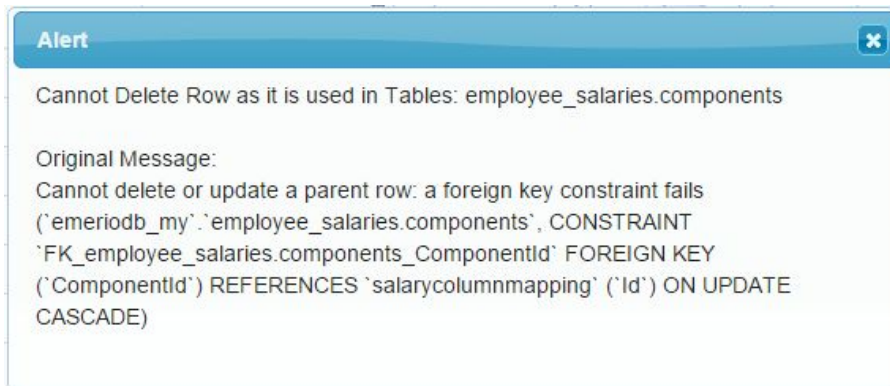 Alert
Cannot Delete Row as it is used in Tables: employee_salaries.components
Original Message:
Cannot delete or update a parent row: a foreign key constraint fails
(`emeriodb_my`.`employee_salaries.components`, CONSTRAINT
`FK_employee_salaries.components_ComponentId` FOREIGN KEY
(`ComponentId`) REFERENCES `salarycolumnmapping` (`Id`) ON UPDATE
CASCADE)